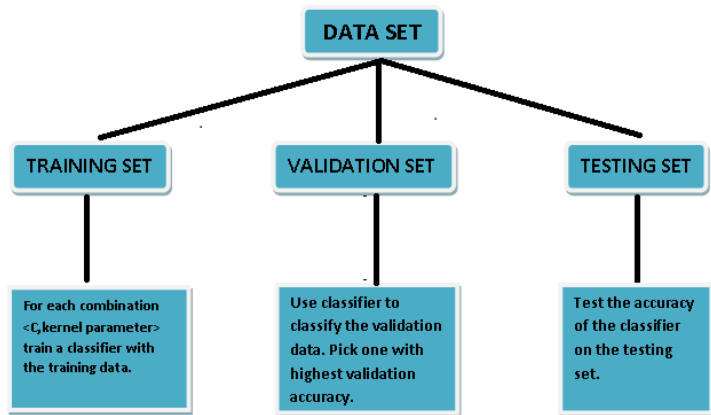 DATA SET
TRAINING SET
VALIDATION SET
TESTING SET
For each combination
<C,kernel parameter>
train a classifier with
the training data.
Use classifier to
classify the validation
data. Pick one with
highest validation
accuracy.
Test the accuracy
of the classifier
on the testing
set.